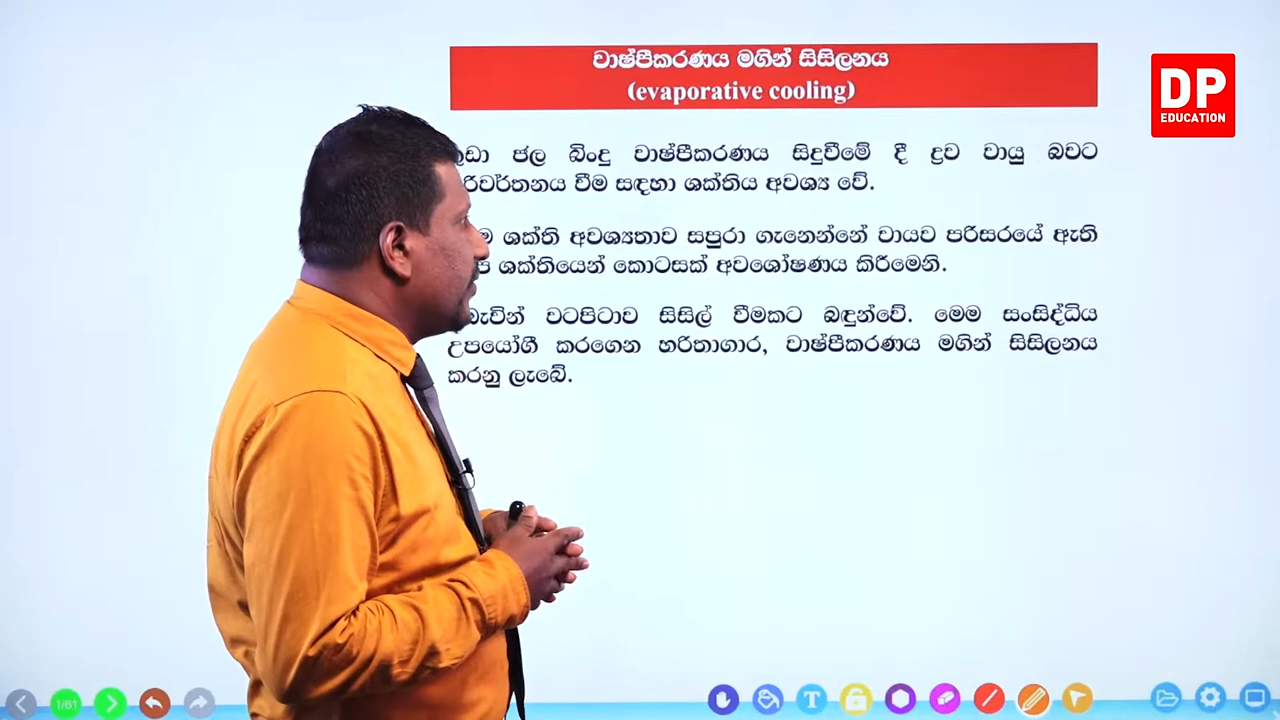 වාෂ්පීකරණය මගින් සිසිලනය
(evaporative cooling)
DP
EDUCATION
ජල බිංදු වාෂ්පීකරණය සිදුවීමේ දී ද්‍රව වායු බවට
වීම සඳහා ශක්තිය අවශ්‍ය වේ.
ශක්ති අවශ්‍යතාව සපුරා ගැනෙන්නේ වායව පරිසරයේ ඇති
ශක්තියෙන් කොටසක් අවශෝෂණය කිරීමෙනි.
වටපිටාව සිසිල් වීමකට බඳුන්වේ. මෙම සංසිද්ධිය
උපයෝගී කරගෙන හරිතාගාර, වාෂ්පීකරණය මගින් සිසිලනය
කරනු ලැබේ.
1/61
T